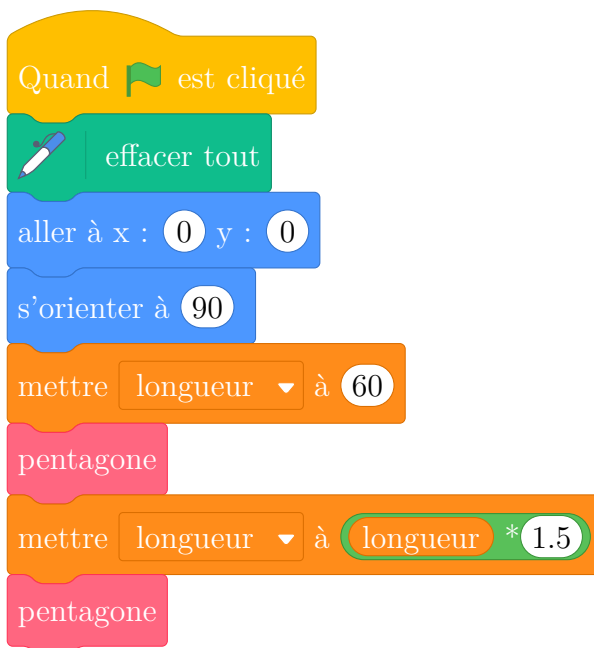 Quand est cliqué
effacer tout
aller à x : 0 y : 0
s'orienter à 90
mettre longueur à 60
pentagone
mettre longueur à longueur * 1.5
pentagone